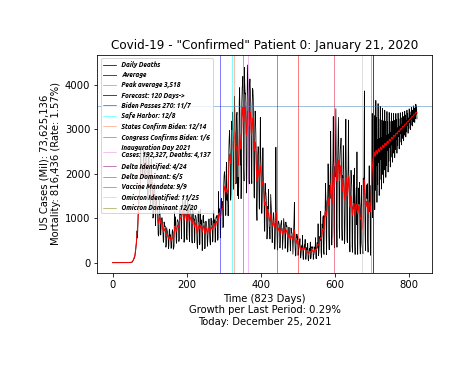 Covid-19 - "Confirmed" Patient 0: January 21, 2020
US Cases (Mil): 73,625,136
Mortality: 816,436 (Rate: 1.57%)
4000
3000
2000
1000
0
Daily Deaths
Average
Peak average 3,518
Forecast: 120 Days->
Biden Passes 270: 11/7
Safe Harbor: 12/8
States Confirm Biden: 12/14
Congress Confirms Biden: 1/6
Inauguration Day 2021
Cases: 192,327, Deaths: 4,137
Delta Identified: 4/24
Delta Dominant: 6/5
Vaccine Mandate: 9/9
Omicron Identified: 11/25
Omicron Dominant 12/20
0 200 400 600 800
Time (823 Days)
Growth per Last Period: 0.29%
Today: December 25, 2021